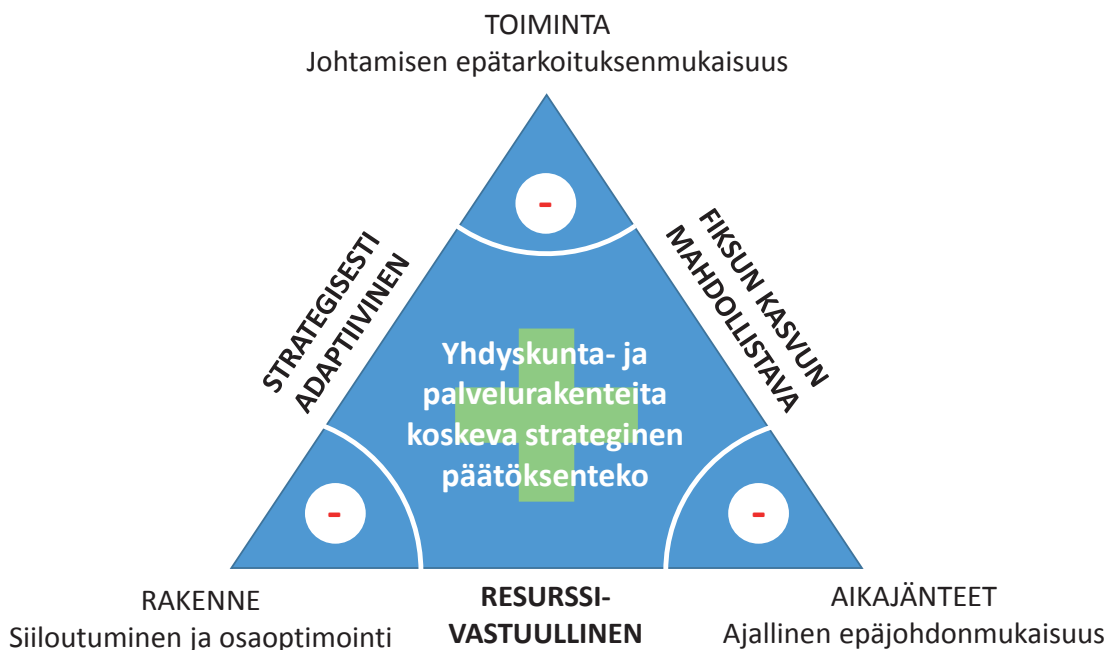 TOIMINTA
Johtamisen epätarkoituksenmukaisuus
-
STRATEGISESTI
ADAPTIIVINEN
FIKSUN KASVUN
MAHDOLLISTAVA
Yhdyskunta- ja
palvelurakenteita
koskeva strateginen
päätöksenteko
-
-
RAKENNE
Siiloutuminen ja osaoptimointi
RESURSSI-
VASTUULLINEN
AIKAJÄNTEET
Ajallinen epäjohdonmukaisuus